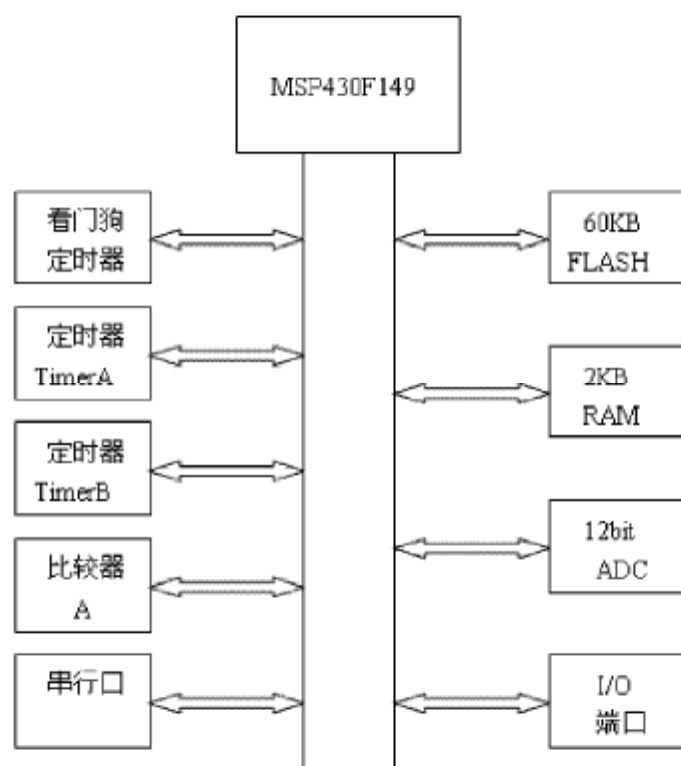 MSP430F149
看门狗
定时器
定时器
TimerA
定时器
TimerB
比较器
A
串行口
60KB
FLASH
2KB
RAM
12bit
ADC
I/O
端口